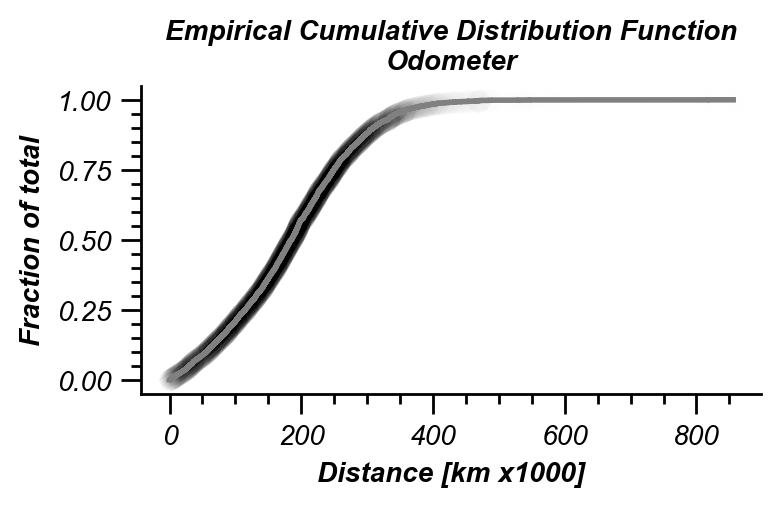 Empirical Cumulative Distribution Function
Odometer
Fraction of total
1.00
0.75
0.50
0.25
0.00
0 200 400 600 800
Distance [km x1000]